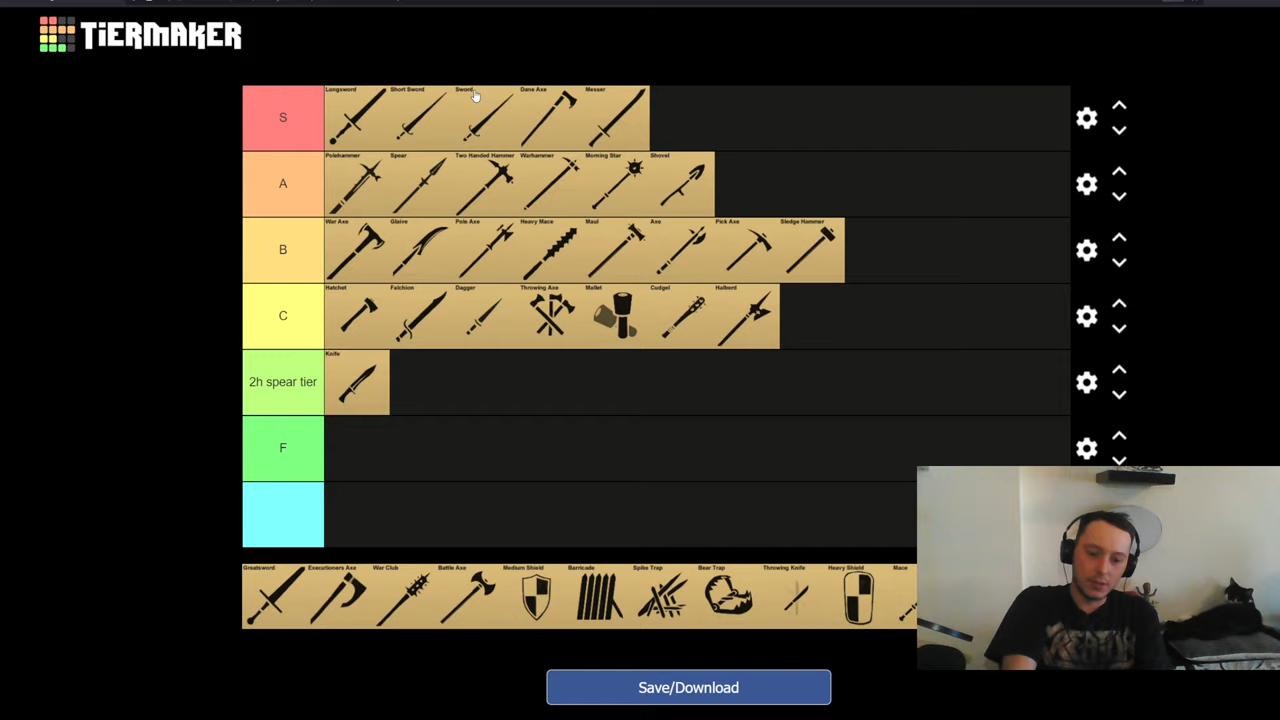 TiERMAKER
S
Longsword Short Sword Sword Dane Axe Messer
A
Polehammer Spear Two Handed Hammer Warhammer Morning Star Shovel
B
War Axe Glaive Pole Axe Heavy Mace Maul Axe Pick Axe Sledge Hammer
C
Hatchet Falchion Dagger Throwing Axe Mallet Cudgel Halberd
2h spear tier
Knife
F
Greatsword Executioners Axe War Club Battle Axe Medium Shield Barricade Spike Trap Bear Trap Throwing Knife Heavy Shield Mace
Save/Download